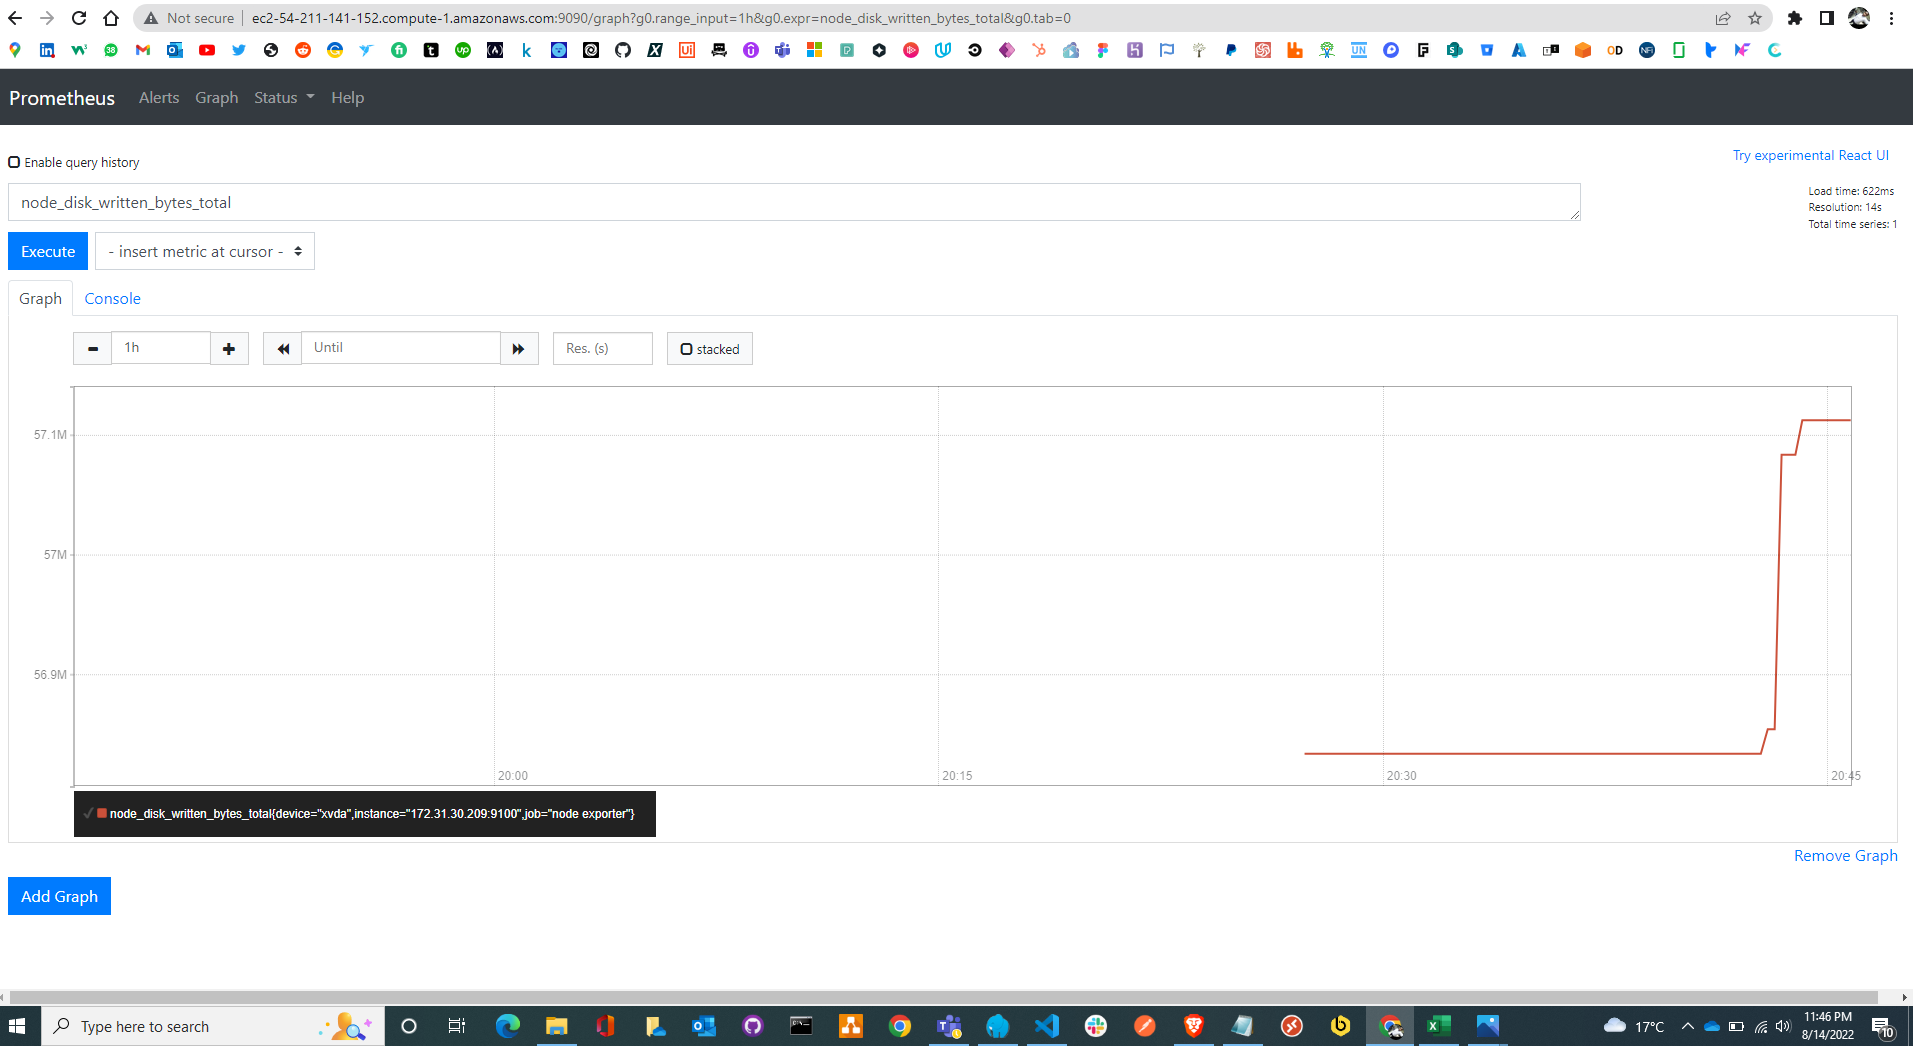 Not secure
ec2-54-211-141-152.compute-1.amazonaws.com:9090/graph?g0.range_input=1h&g0.expr=node_disk_written_bytes_total&g0.tab=0
Prometheus
Alerts
Graph
Status
Help
Enable query history
Try experimental React UI
node_disk_written_bytes_total
Load time: 622ms
Resolution: 14s
Total time series: 1
Execute
- insert metric at cursor -
Graph
Console
1h
Until
Res. (s)
stacked
57.1M
57M
56.9M
20:00
20:15
20:30
20:45
node_disk_written_bytes_total{device="xvda",instance="172.31.30.209:9100",job="node exporter"}
Remove Graph
Add Graph
Type here to search
17°C
11:46 PM
8/14/2022
10